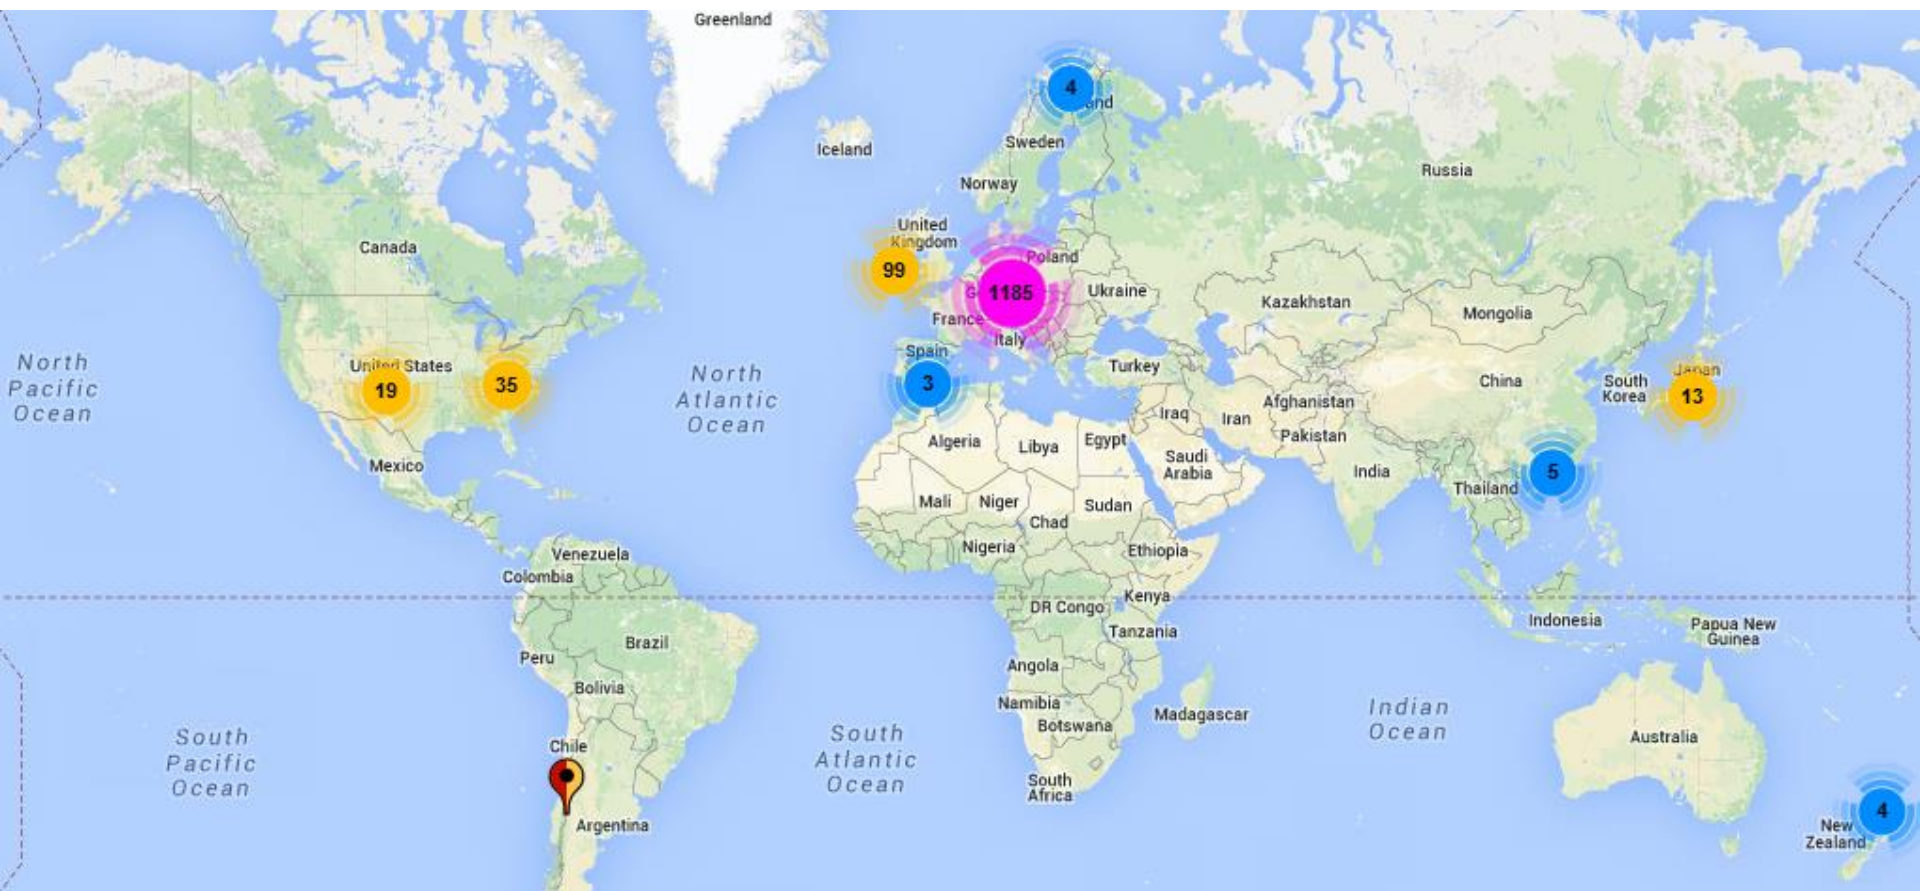 Greenland
4
and
Iceland
Sweden
Russia
Norway
United
Kingdom
Canada
Poland
99
1185
G
Ukraine
Kazakhstan
Mongolia
France
Italy
Spain
North
Pacific
Ocean
United States
19
35
North
Atlantic
Ocean
3
Turkey
China
South
Korea
Japan
13
Iraq
Iran
Afghanistan
Pakistan
Algeria
Libya
Egypt
Saudi
Arabia
India
Thailand
5
Mexico
Mali
Niger
Chad
Sudan
Nigeria
Ethiopia
Venezuela
Colombia
DR Congo
Kenya
Tanzania
Indonesia
Papua New
Guinea
Brazil
Peru
Bolivia
Angola
Namibia
Botswana
Madagascar
South
Pacific
Ocean
Chile
South
Atlantic
Ocean
Indian
Ocean
Australia
South
Africa
Argentina
4
New
Zealand